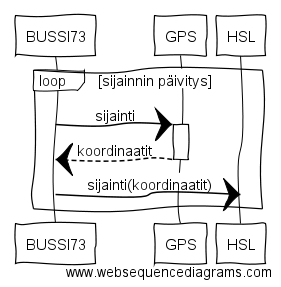 BUSSI73 GPS HSL
loop [sijainnin päivitys]
sijainti
koordinaatit
sijainti(koordinaatit)
BUSSI73 GPS HSL
www.websequencediagrams.com